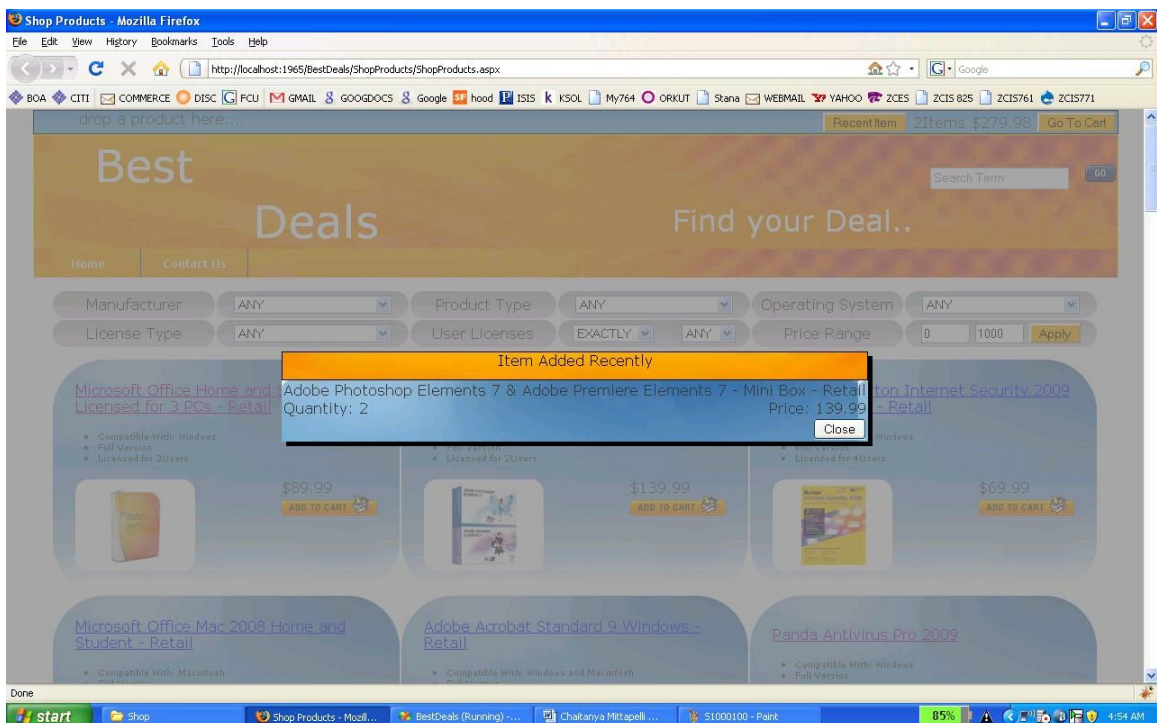 Shop Products - Mozilla Firefox
File Edit View History Bookmarks Tools Help
http://localhost:1965/BestDeals/ShopProducts/ShopProducts.aspx
Google
BOA CITI COMMERCE DISC FCU GMAIL GOOGDOCS Google hood ISIS KSOL My764 ORKUT Stana WEBMAIL YAHOO ZCES ZCIS 825 ZCIS761 ZCIS771
drop a product here....
Recent Item 2Items $279.98 Go To Cart
Best
Deals
Find your Deal..
Search Term GO
Home Contact Us
Manufacturer ANY Product Type ANY Operating System ANY
License Type ANY User Licenses EXACTLY ANY Price Range 0 1000 Apply
Item Added Recently
Adobe Photoshop Elements 7 & Adobe Premiere Elements 7 - Mini Box - Retail
Quantity: 2 Price: 139.99
Close
Microsoft Office Home and
Licensed for 3 PCs - Retail
Compatible With: Windows
Full Version
Licensed for 3Users
$89.99
ADD TO CART
Full Version
Licensed for 2Users
$139.99
ADD TO CART
Internet Security 2009
- Retail
Windows
Full Version
Licensed for 4Users
$69.99
ADD TO CART
Microsoft Office Mac 2008 Home and
Student - Retail
Compatible With: Macintosh
Adobe Acrobat Standard 9 Windows -
Retail
Compatible With: Windows and Macintosh
Panda Antivirus Pro 2009
Compatible With: Windows
Full Version
Done
start Shop Shop Products - Mozil... BestDeals (Running) -... Chaitanya Mittapelli ... S1000100 - Paint 85% 4:54 AM